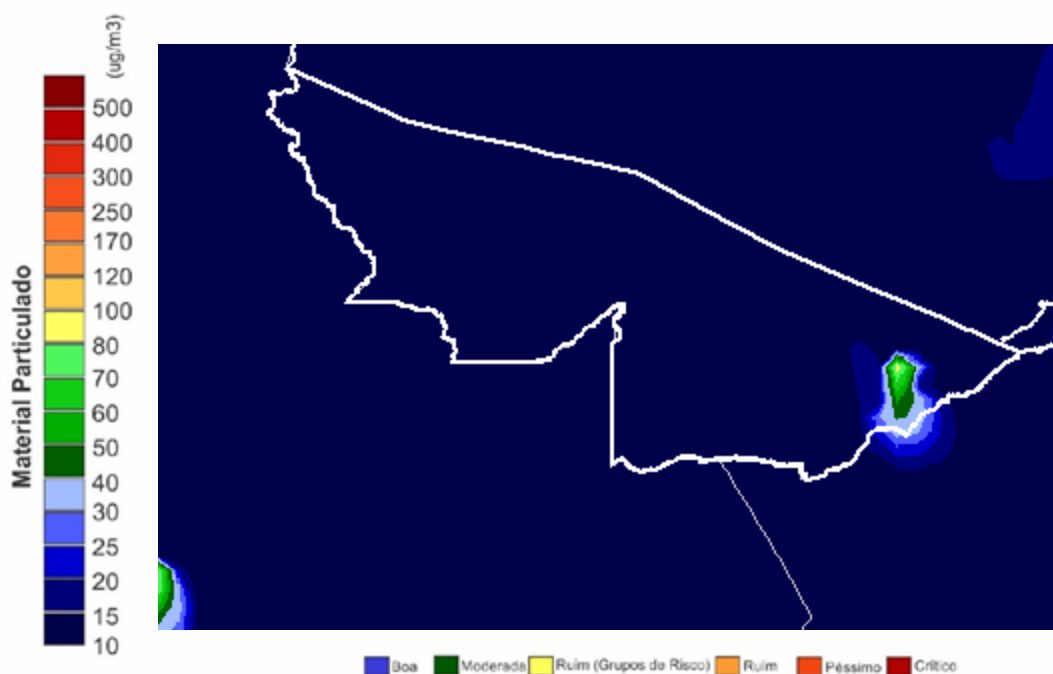 (ug/m3)
Material Particulado
500
400
300
250
170
120
100
80
70
60
50
40
30
25
20
15
10
Boa
Moderada
Ruim (Grupos de Risco)
Ruim
Péssimo
Crítico